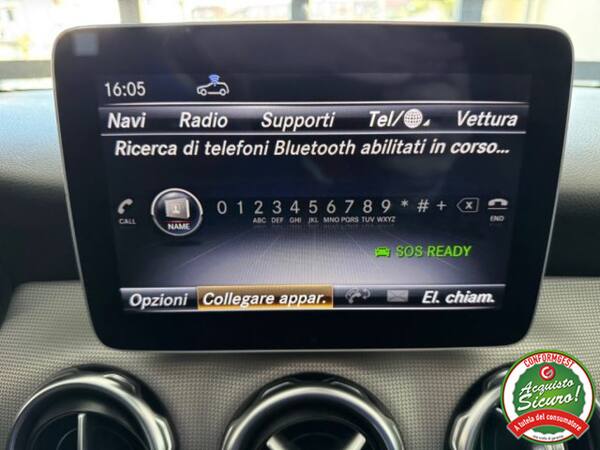 16:05
Navi Radio Supporti Tel/ Vettura
Ricerca di telefoni Bluetooth abilitati in corso...
CALL NAME 0 1 2 3 4 5 6 7 8 9 * # + END
ABC DEF GHI JKL MNO PQRS TUV WXYZ
SOS READY
Opzioni Collegare appar. El. chiam.
CONFORMGEST
Acquisto
Sicuro!
A tutela del consumatore